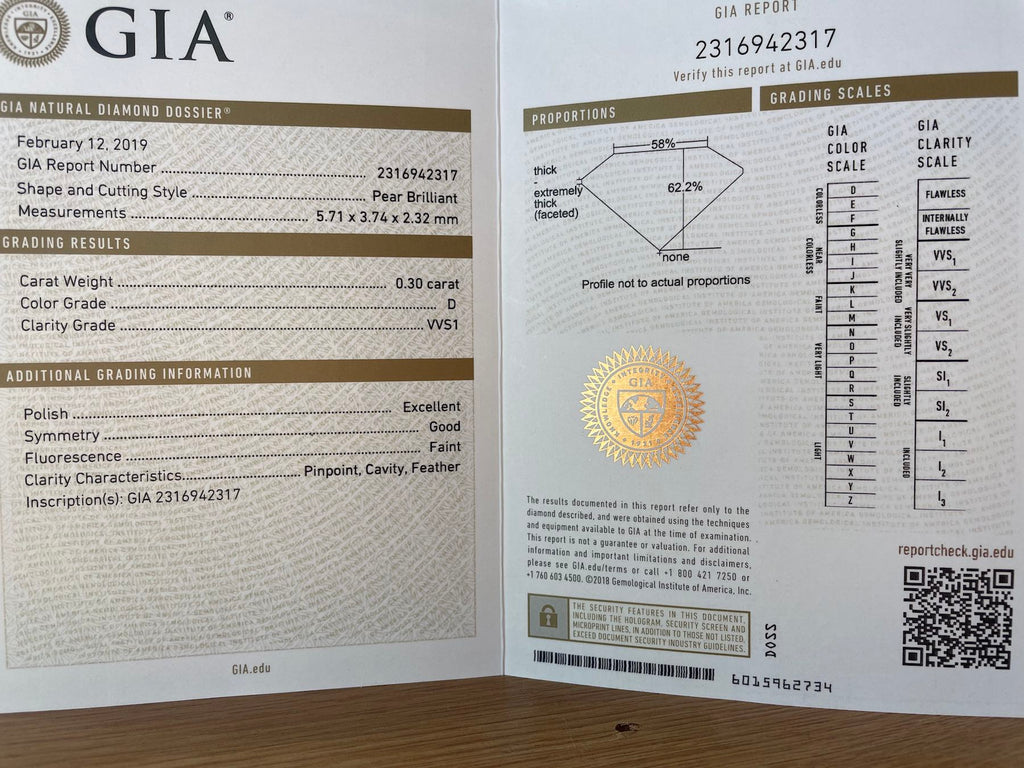 GIA®
GIA NATURAL DIAMOND DOSSIER®
February 12, 2019
GIA Report Number 2316942317
Shape and Cutting Style Pear Brilliant
Measurements 5.71 x 3.74 x 2.32 mm
GRADING RESULTS
Carat Weight 0.30 carat
Color Grade D
Clarity Grade VVS1
ADDITIONAL GRADING INFORMATION
Polish Excellent
Symmetry Good
Fluorescence Faint
Clarity Characteristics Pinpoint, Cavity, Feather
Inscription(s): GIA 2316942317
GIA.edu
GIA REPORT
2316942317
Verify this report at GIA.edu
PROPORTIONS
58%
thick
-
extremely
thick
(faceted)
62.2%
none
Profile not to actual proportions
KNOWLEDGE INTEGRITY
GIA
1931
The results documented in this report refer only to the
diamond described, and were obtained using the techniques
and equipment available to GIA at the time of examination.
This report is not a guarantee or valuation. For additional
information and important limitations and disclaimers,
please see GIA.edu/terms or call +1 800 421 7250 or
+1 760 603 4500. ©2018 Gemological Institute of America, Inc.
THE SECURITY FEATURES IN THIS DOCUMENT,
INCLUDING THE HOLOGRAM, SECURITY SCREEN AND
MICROPRINT LINES, IN ADDITION TO THOSE NOT LISTED,
EXCEED DOCUMENT SECURITY INDUSTRY GUIDELINES.
DOSS
6015962734
GRADING SCALES
GIA
COLOR
SCALE
COLORLESS
D
E
F
NEAR
COLORLESS
G
H
I
J
FAINT
K
L
M
VERY LIGHT
N
O
P
Q
R
LIGHT
S
T
U
V
W
X
Y
Z
GIA
CLARITY
SCALE
FLAWLESS
INTERNALLY
FLAWLESS
VERY VERY
SLIGHTLY INCLUDED
VVS1
VVS2
VERY SLIGHTLY
INCLUDED
VS1
VS2
SLIGHTLY
INCLUDED
SI1
SI2
INCLUDED
I1
I2
I3
reportcheck.gia.edu